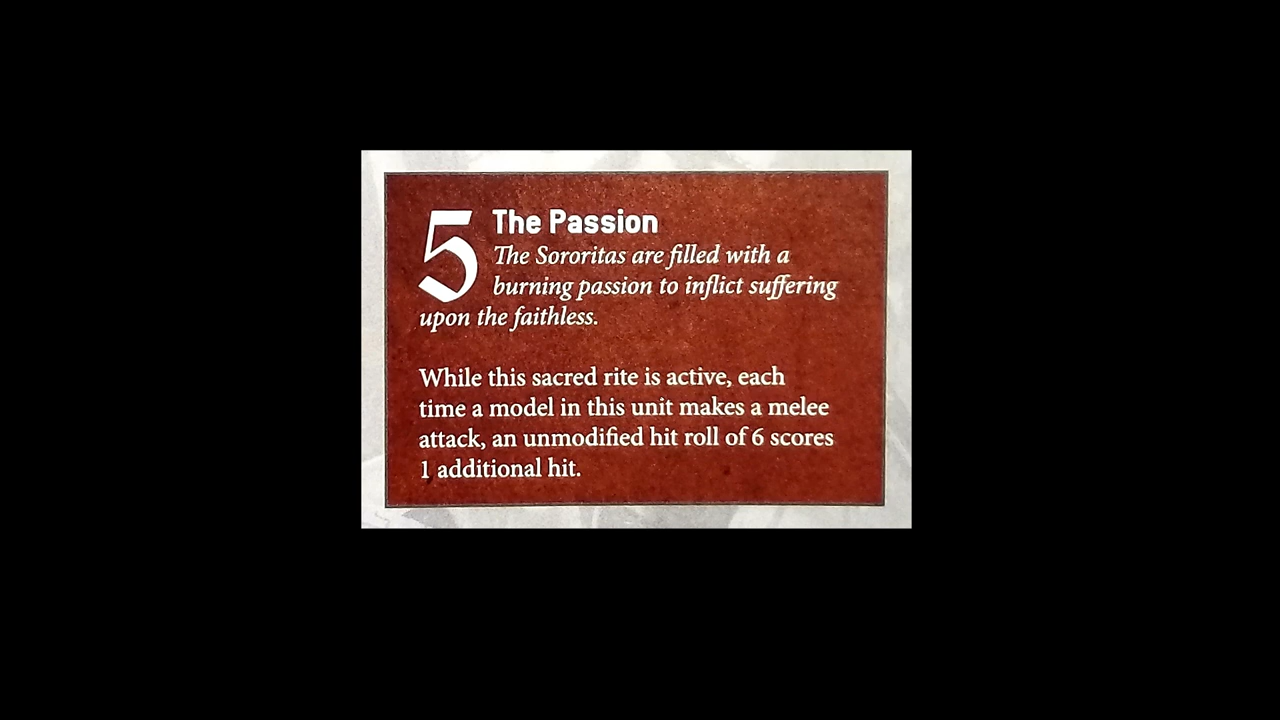 5 The Passion
The Sororitas are filled with a
burning passion to inflict suffering
upon the faithless.
While this sacred rite is active, each
time a model in this unit makes a melee
attack, an unmodified hit roll of 6 scores
1 additional hit.